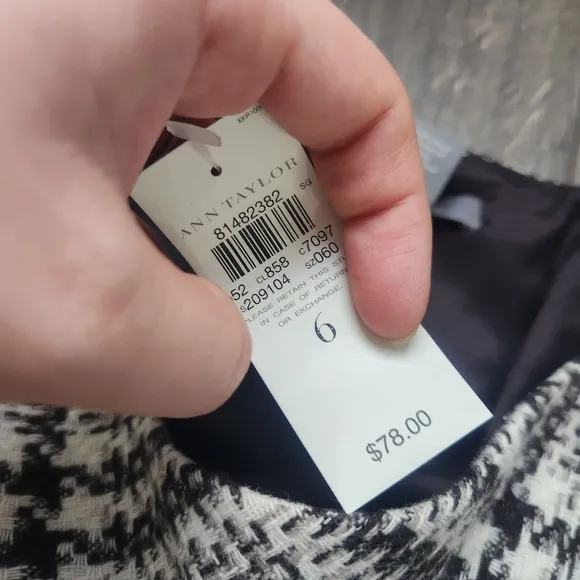 ANN TAYLOR
81482382 SG
52 CL858 C7097
S209104 SZ060
PLEASE RETAIN THIS
IN CASE OF RETURN
OR EXCHANGE.
6
$78.00